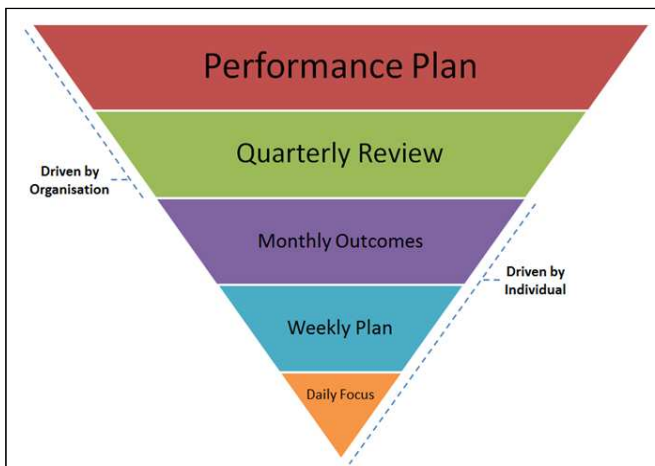 Performance Plan
Quarterly Review
Driven by
Organisation
Monthly Outcomes
Driven by
Individual
Weekly Plan
Daily Focus